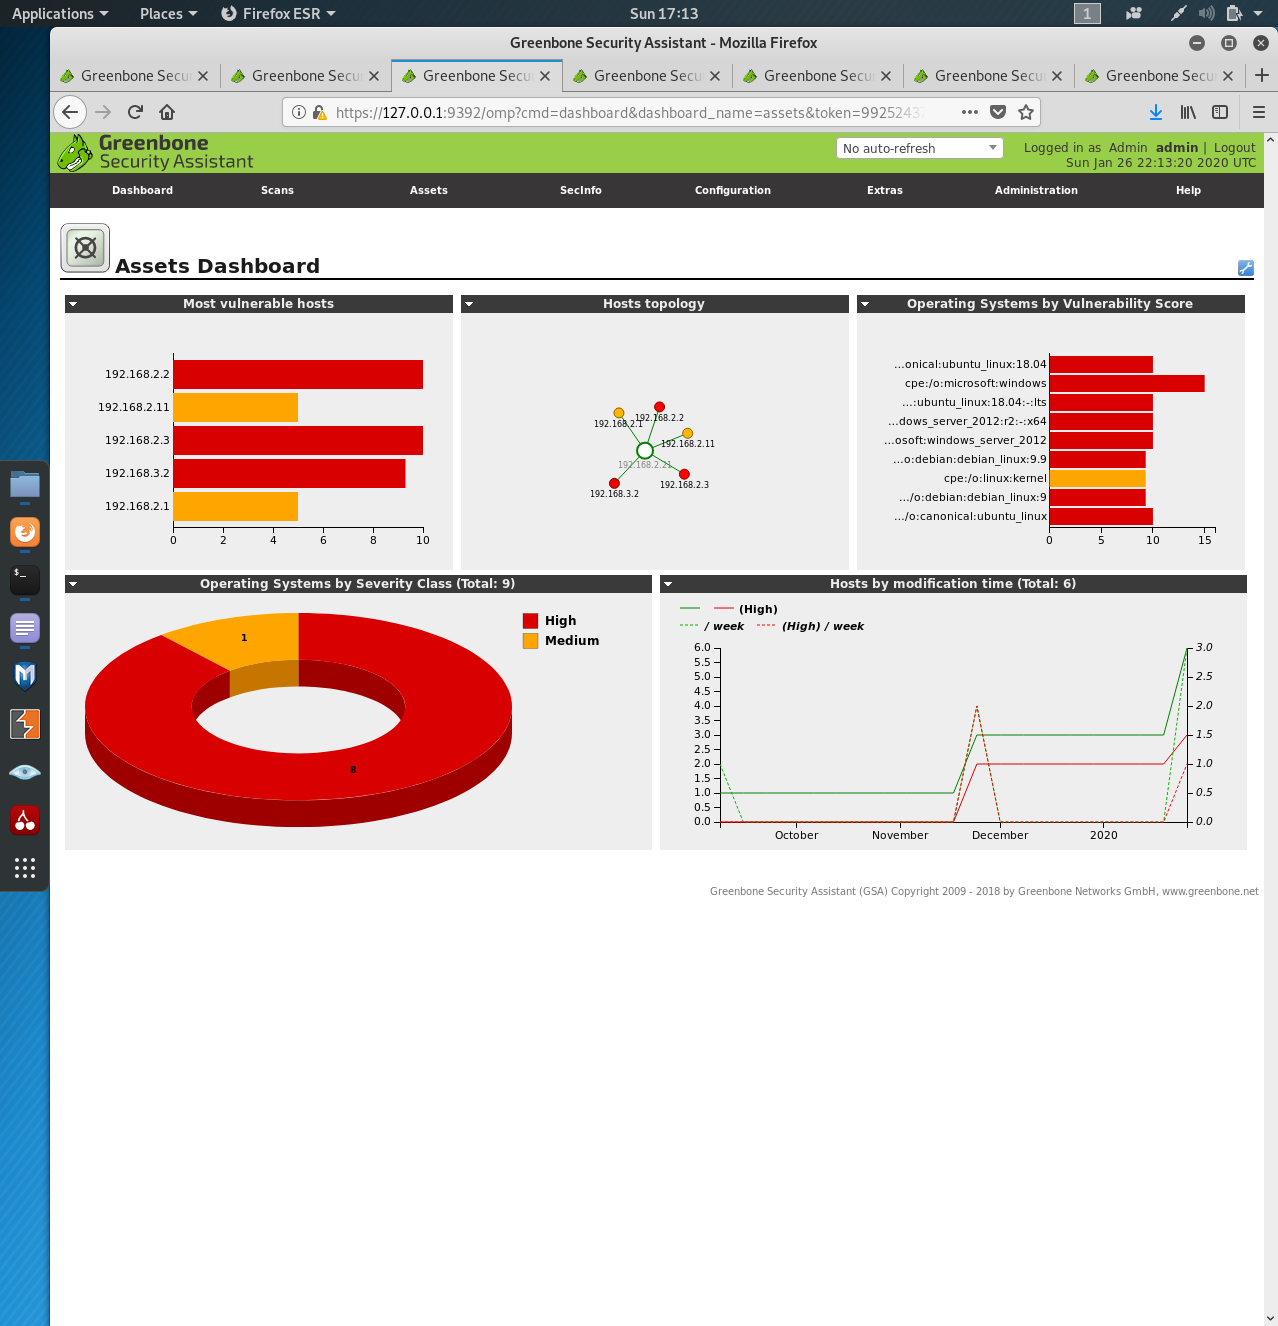 Applications Places Firefox ESR Sun 17:13 1
Greenbone Security Assistant - Mozilla Firefox
Greenbone Secu Greenbone Secu Greenbone Secu Greenbone Secu Greenbone Secu Greenbone Secu Greenbone Secu
https://127.0.0.1:9392/omp?cmd=dashboard&dashboard_name=assets&token=9925243
Greenbone
Security Assistant
No auto-refresh
Logged in as Admin admin | Logout
Sun Jan 26 22:13:20 2020 UTC
Dashboard Scans Assets SecInfo Configuration Extras Administration Help
Assets Dashboard
Most vulnerable hosts
192.168.2.2
192.168.2.11
192.168.2.3
192.168.3.2
192.168.2.1
0 2 4 6 8 10
Hosts topology
192.168.2.2
192.168.2.1
192.168.2.11
192.168.2.21
192.168.2.3
192.168.3.2
Operating Systems by Vulnerability Score
...onical:ubuntu_linux:18.04
cpe:/o:microsoft:windows
...:ubuntu_linux:18.04:-:lts
...dows_server_2012:r2:-:x64
...osoft:windows_server_2012
...o:debian:debian_linux:9.9
cpe:/o:linux:kernel
.../o:debian:debian_linux:9
.../o:canonical:ubuntu_linux
0 5 10 15
Operating Systems by Severity Class (Total: 9)
1
8
High
Medium
Hosts by modification time (Total: 6)
(High)
/ week (High) / week
6.0 3.0
5.5
5.0 2.5
4.5
4.0 2.0
3.5
3.0 1.5
2.5
2.0 1.0
1.5
1.0 0.5
0.5
0.0 0.0
October November December 2020
Greenbone Security Assistant (GSA) Copyright 2009 - 2018 by Greenbone Networks GmbH, www.greenbone.net